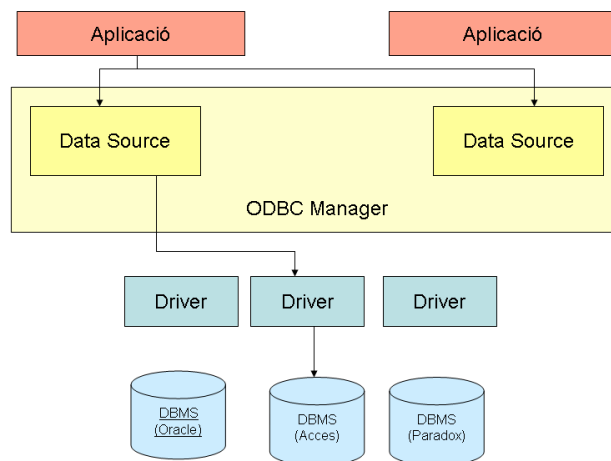 Aplicació
Aplicació
Data Source
Data Source
ODBC Manager
Driver
Driver
Driver
DBMS
(Oracle)
DBMS
(Acces)
DBMS
(Paradox)